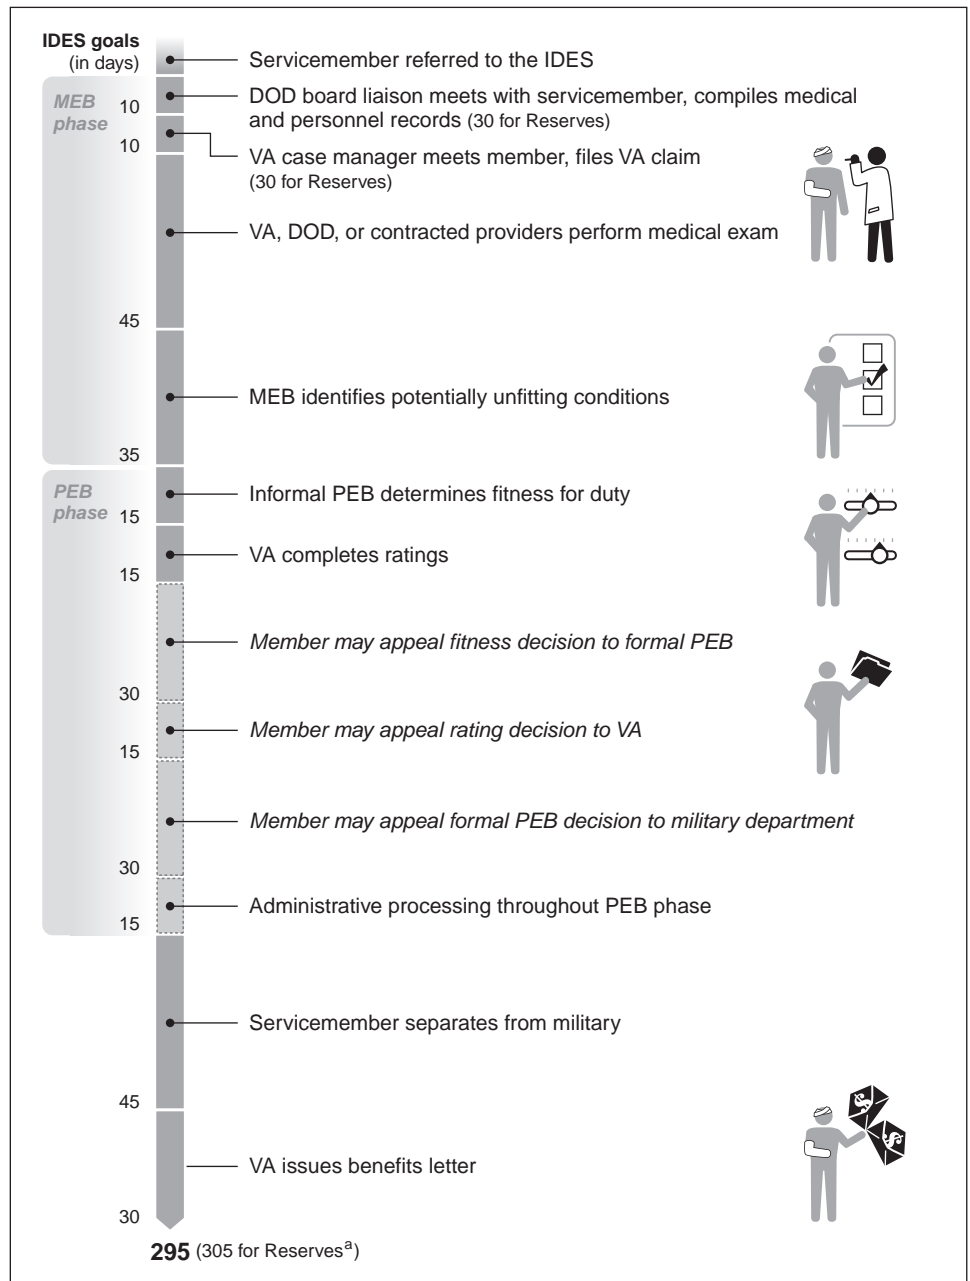 IDES goals
(in days)
Servicemember referred to the IDES
MEB
phase
10
DOD board liaison meets with servicemember, compiles medical
and personnel records (30 for Reserves)
10
VA case manager meets member, files VA claim
(30 for Reserves)
VA, DOD, or contracted providers perform medical exam
45
MEB identifies potentially unfitting conditions
35
PEB
phase
15
Informal PEB determines fitness for duty
VA completes ratings
15
Member may appeal fitness decision to formal PEB
30
Member may appeal rating decision to VA
15
Member may appeal formal PEB decision to military department
30
Administrative processing throughout PEB phase
15
Servicemember separates from military
45
$
$
VA issues benefits letter
30
295 (305 for Reservesa)